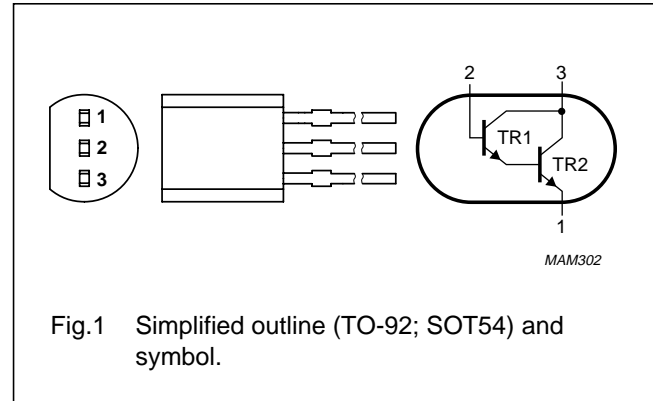 1
2
3
2
3
TR1
TR2
1
MAM302
Fig.1 Simplified outline (TO-92; SOT54) and
symbol.